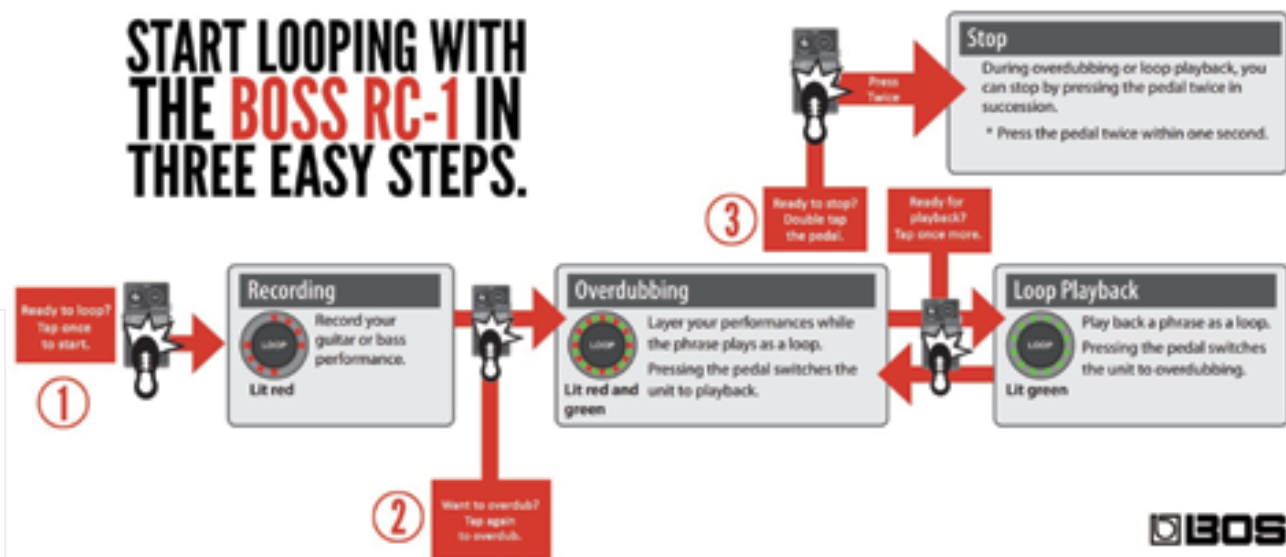 START LOOPING WITH
THE BOSS RC-1 IN
THREE EASY STEPS.
1
Ready to loop?
Tap once
to start.
Recording
LOOP
Record your
guitar or bass
performance.
Lit red
2
Want to overdub?
Tap again
to overdub.
Overdubbing
LOOP
Layer your performances while
the phrase plays as a loop.
Pressing the pedal switches the
unit to playback.
Lit red and
green
Ready for
playback?
Tap once more.
Loop Playback
LOOP
Play back a phrase as a loop.
Pressing the pedal switches
the unit to overdubbing.
Lit green
3
Ready to stop?
Double tap
the pedal.
Press
Twice
Stop
During overdubbing or loop playback, you
can stop by pressing the pedal twice in
succession.
* Press the pedal twice within one second.
BOS